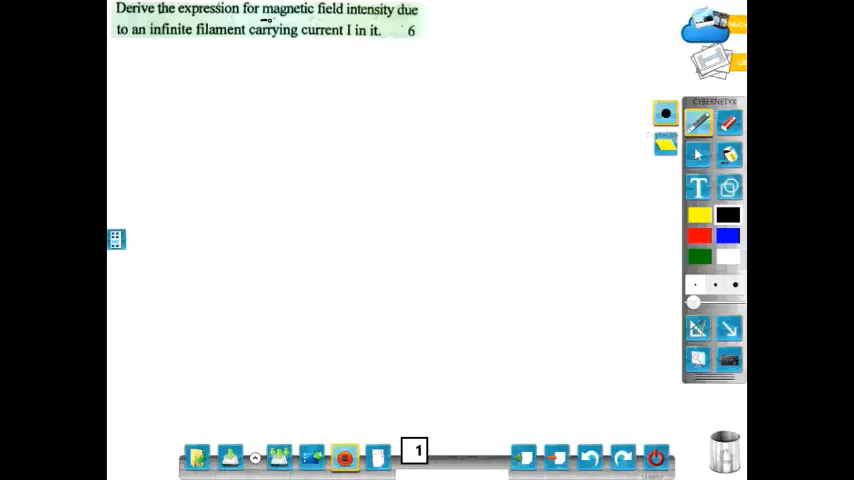 Derive the expression for magnetic field intensity due
to an infinite filament carrying current I in it. 6
CYBERNETYX
T
1